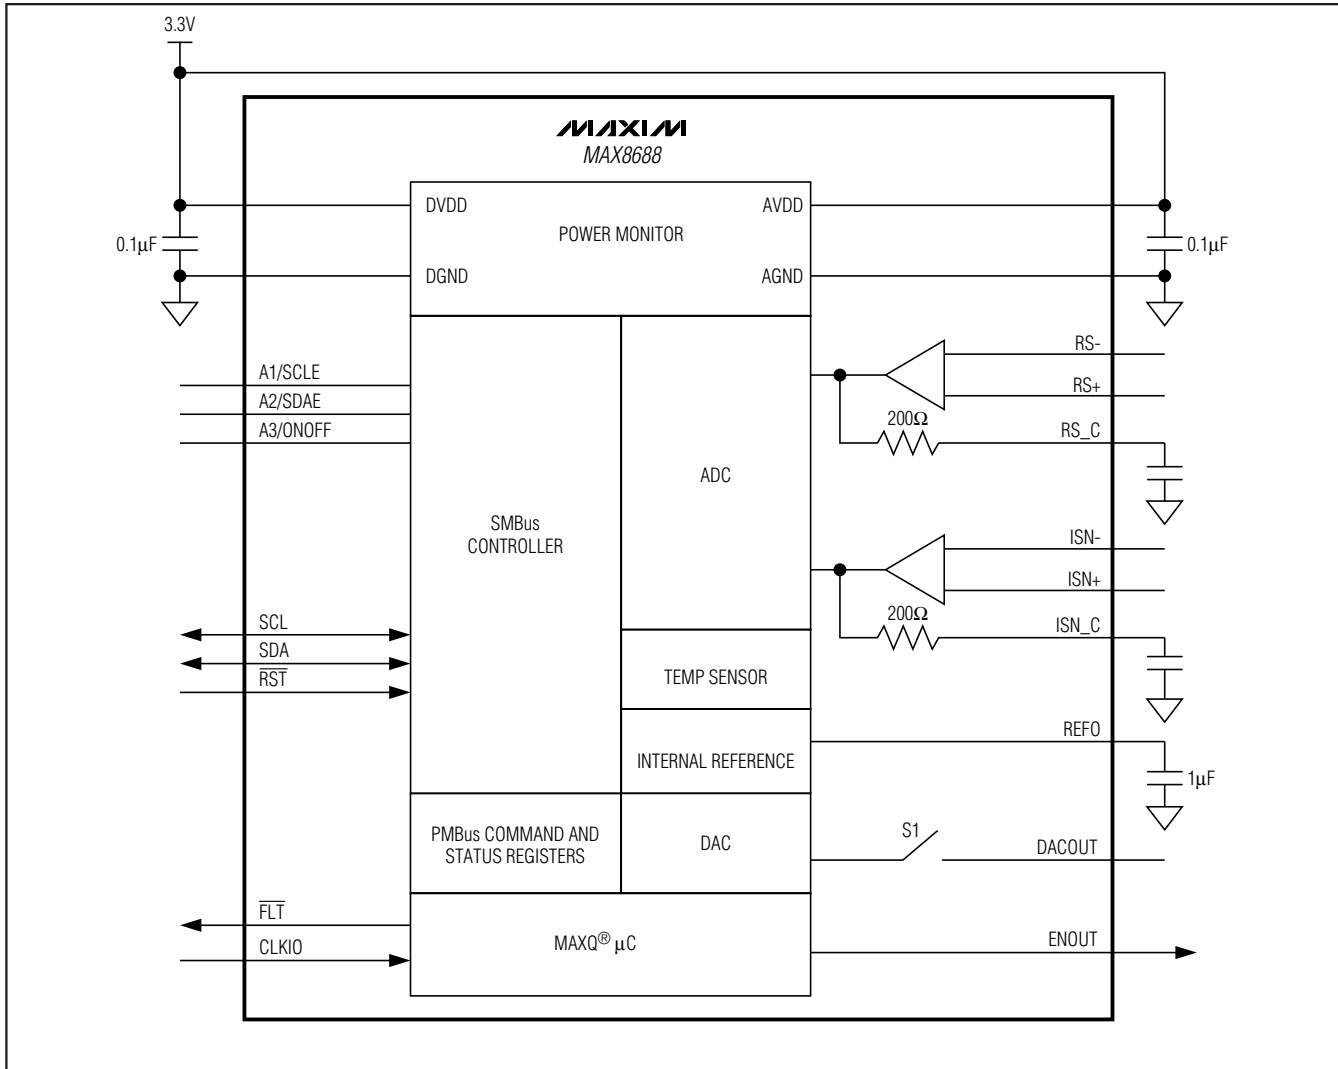 3.3V
MAXIM
MAX8688
DVDD
AVDD
POWER MONITOR
0.1µF
0.1µF
DGND
AGND
RS-
A1/SCLE
RS+
A2/SDAE
200Ω
A3/ONOFF
RS_C
ADC
SMBus
CONTROLLER
ISN-
ISN+
200Ω
SCL
ISN_C
SDA
RST
TEMP SENSOR
REFO
INTERNAL REFERENCE
1µF
PMBus COMMAND AND
STATUS REGISTERS
DAC
S1
DACOUT
FLT
MAXQ® µC
ENOUT
CLKIO